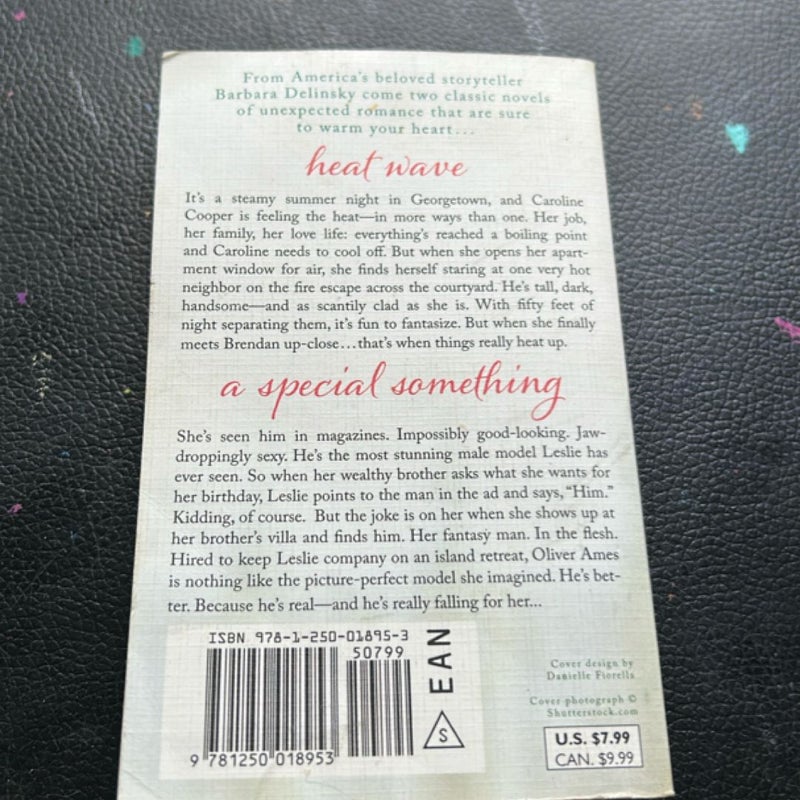 From America's beloved storyteller
Barbara Delinsky come two classic novels
of unexpected romance that are sure
to warm your heart...
heat wave
It's a steamy summer night in Georgetown, and Caroline
Cooper is feeling the heat—in more ways than one. Her job,
her family, her love life: everything's reached a boiling point
and Caroline needs to cool off. But when she opens her apart-
ment window for air, she finds herself staring at one very hot
neighbor on the fire escape across the courtyard. He's tall, dark,
handsome—and as scantily clad as she is. With fifty feet of
night separating them, it's fun to fantasize. But when she finally
meets Brendan up-close...that's when things really heat up.
a special something
She's seen him in magazines. Impossibly good-looking. Jaw-
droppingly sexy. He's the most stunning male model Leslie has
ever seen. So when her wealthy brother asks what she wants for
her birthday, Leslie points to the man in the ad and says, "Him."
Kidding, of course. But the joke is on her when she shows up at
her brother's villa and finds him. Her fantasy man. In the flesh.
Hired to keep Leslie company on an island retreat, Oliver Ames
is nothing like the picture-perfect model she imagined. He's bet-
ter. Because he's real—and he's really falling for her...
ISBN 978-1-250-01895-3
50799
EAN
S
9 781250 018953
Cover design by
Danielle Fiorella
Cover photograph ©
Shutterstock.com
U.S. $7.99
CAN. $9.99